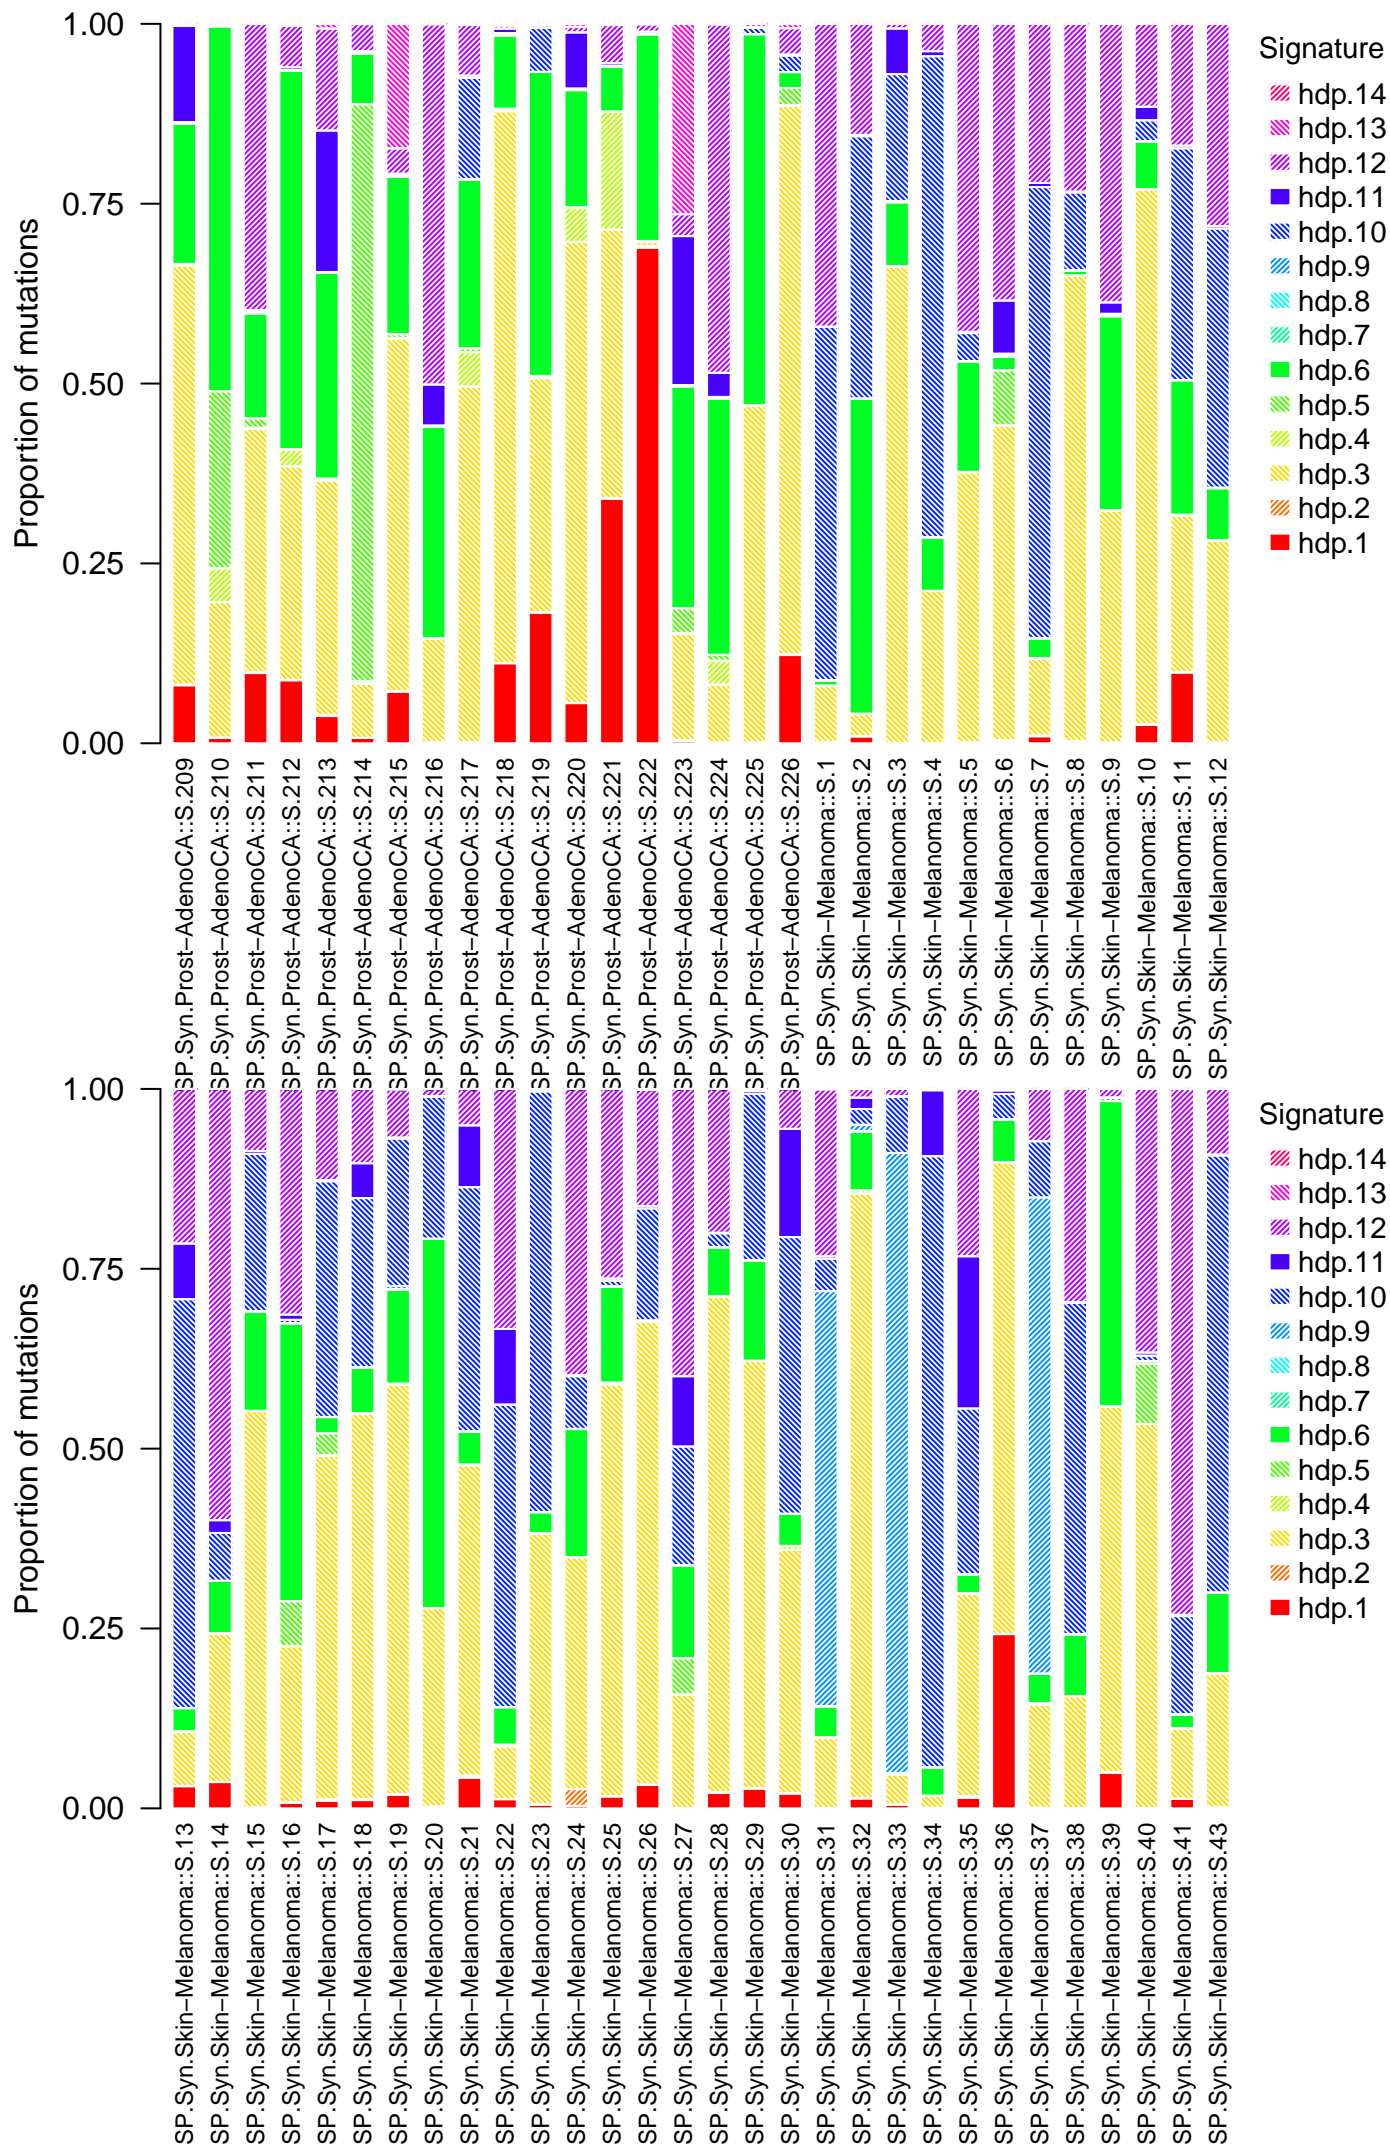 Proportion of mutations
1.00
0.75
0.50
0.25
0.00
SP.Syn.Prost−AdenoCA::S.209
SP.Syn.Prost−AdenoCA::S.210
SP.Syn.Prost−AdenoCA::S.211
SP.Syn.Prost−AdenoCA::S.212
SP.Syn.Prost−AdenoCA::S.213
SP.Syn.Prost−AdenoCA::S.214
SP.Syn.Prost−AdenoCA::S.215
SP.Syn.Prost−AdenoCA::S.216
SP.Syn.Prost−AdenoCA::S.217
SP.Syn.Prost−AdenoCA::S.218
SP.Syn.Prost−AdenoCA::S.219
SP.Syn.Prost−AdenoCA::S.220
SP.Syn.Prost−AdenoCA::S.221
SP.Syn.Prost−AdenoCA::S.222
SP.Syn.Prost−AdenoCA::S.223
SP.Syn.Prost−AdenoCA::S.224
SP.Syn.Prost−AdenoCA::S.225
SP.Syn.Prost−AdenoCA::S.226
SP.Syn.Skin−Melanoma::S.1
SP.Syn.Skin−Melanoma::S.2
SP.Syn.Skin−Melanoma::S.3
SP.Syn.Skin−Melanoma::S.4
SP.Syn.Skin−Melanoma::S.5
SP.Syn.Skin−Melanoma::S.6
SP.Syn.Skin−Melanoma::S.7
SP.Syn.Skin−Melanoma::S.8
SP.Syn.Skin−Melanoma::S.9
SP.Syn.Skin−Melanoma::S.10
SP.Syn.Skin−Melanoma::S.11
SP.Syn.Skin−Melanoma::S.12
Signature
hdp.14
hdp.13
hdp.12
hdp.11
hdp.10
hdp.9
hdp.8
hdp.7
hdp.6
hdp.5
hdp.4
hdp.3
hdp.2
hdp.1
Proportion of mutations
1.00
0.75
0.50
0.25
0.00
SP.Syn.Skin−Melanoma::S.13
SP.Syn.Skin−Melanoma::S.14
SP.Syn.Skin−Melanoma::S.15
SP.Syn.Skin−Melanoma::S.16
SP.Syn.Skin−Melanoma::S.17
SP.Syn.Skin−Melanoma::S.18
SP.Syn.Skin−Melanoma::S.19
SP.Syn.Skin−Melanoma::S.20
SP.Syn.Skin−Melanoma::S.21
SP.Syn.Skin−Melanoma::S.22
SP.Syn.Skin−Melanoma::S.23
SP.Syn.Skin−Melanoma::S.24
SP.Syn.Skin−Melanoma::S.25
SP.Syn.Skin−Melanoma::S.26
SP.Syn.Skin−Melanoma::S.27
SP.Syn.Skin−Melanoma::S.28
SP.Syn.Skin−Melanoma::S.29
SP.Syn.Skin−Melanoma::S.30
SP.Syn.Skin−Melanoma::S.31
SP.Syn.Skin−Melanoma::S.32
SP.Syn.Skin−Melanoma::S.33
SP.Syn.Skin−Melanoma::S.34
SP.Syn.Skin−Melanoma::S.35
SP.Syn.Skin−Melanoma::S.36
SP.Syn.Skin−Melanoma::S.37
SP.Syn.Skin−Melanoma::S.38
SP.Syn.Skin−Melanoma::S.39
SP.Syn.Skin−Melanoma::S.40
SP.Syn.Skin−Melanoma::S.41
SP.Syn.Skin−Melanoma::S.43
Signature
hdp.14
hdp.13
hdp.12
hdp.11
hdp.10
hdp.9
hdp.8
hdp.7
hdp.6
hdp.5
hdp.4
hdp.3
hdp.2
hdp.1